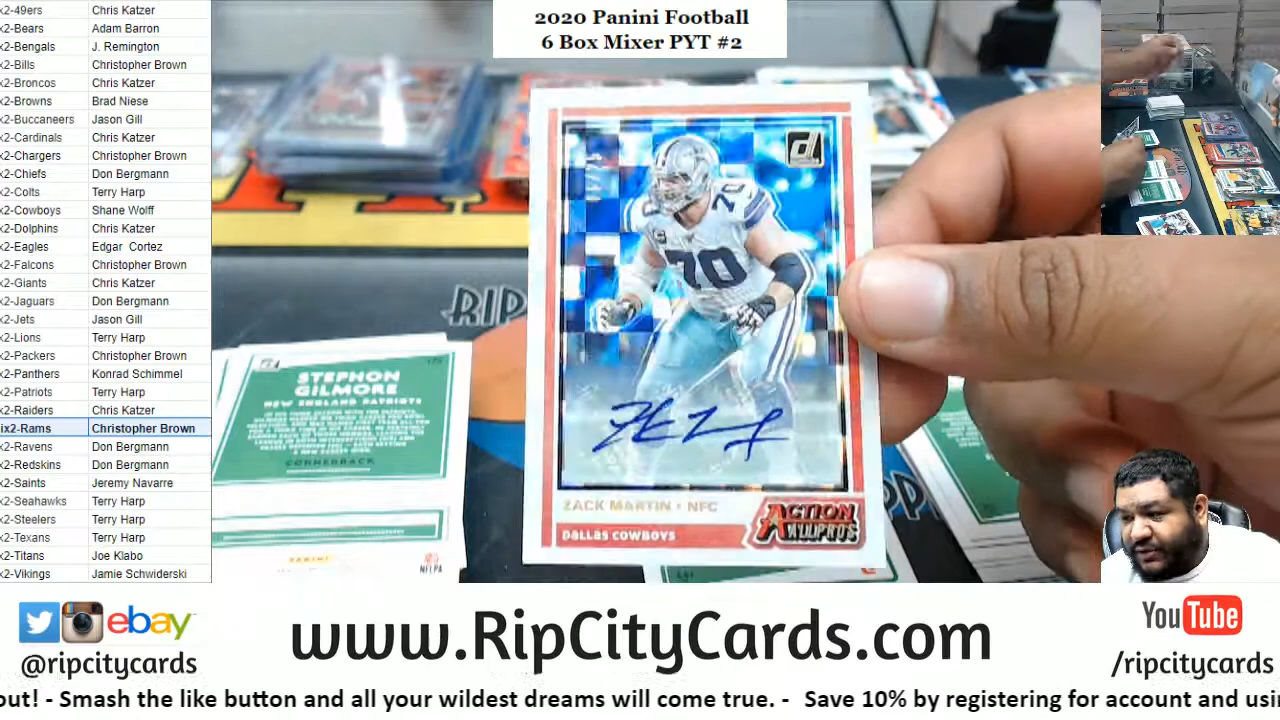 2020 Panini Football
6 Box Mixer PYT #2
x2-49ers Chris Katzer
x2-Bears Adam Barron
x2-Bengals J. Remington
x2-Bills Christopher Brown
x2-Broncos Chris Katzer
x2-Browns Brad Niese
x2-Buccaneers Jason Gill
x2-Cardinals Chris Katzer
x2-Chargers Christopher Brown
x2-Chiefs Don Bergmann
x2-Colts Terry Harp
x2-Cowboys Shane Wolff
x2-Dolphins Chris Katzer
x2-Eagles Edgar Cortez
x2-Falcons Christopher Brown
x2-Giants Chris Katzer
x2-Jaguars Don Bergmann
x2-Jets Jason Gill
x2-Lions Terry Harp
x2-Packers Christopher Brown
x2-Panthers Konrad Schimmel
x2-Patriots Terry Harp
x2-Raiders Chris Katzer
ix2-Rams Christopher Brown
x2-Ravens Don Bergmann
x2-Redskins Don Bergmann
x2-Saints Jeremy Navarre
x2-Seahawks Terry Harp
x2-Steelers Terry Harp
x2-Texans Terry Harp
x2-Titans Joe Klabo
x2-Vikings Jamie Schwiderski
RIP
STEPHON
GILMORE
NEW ENGLAND PATRIOTS
CORNERBACK
PANINI
NFLPA
d
70
70
ZACK MARTIN • NFC
DALLAS COWBOYS
ACTION
ALL-PROS
ebay
@ripcitycards
www.RipCityCards.com
YouTube
/ripcitycards
out! - Smash the like button and all your wildest dreams will come true. - Save 10% by registering for account and usi